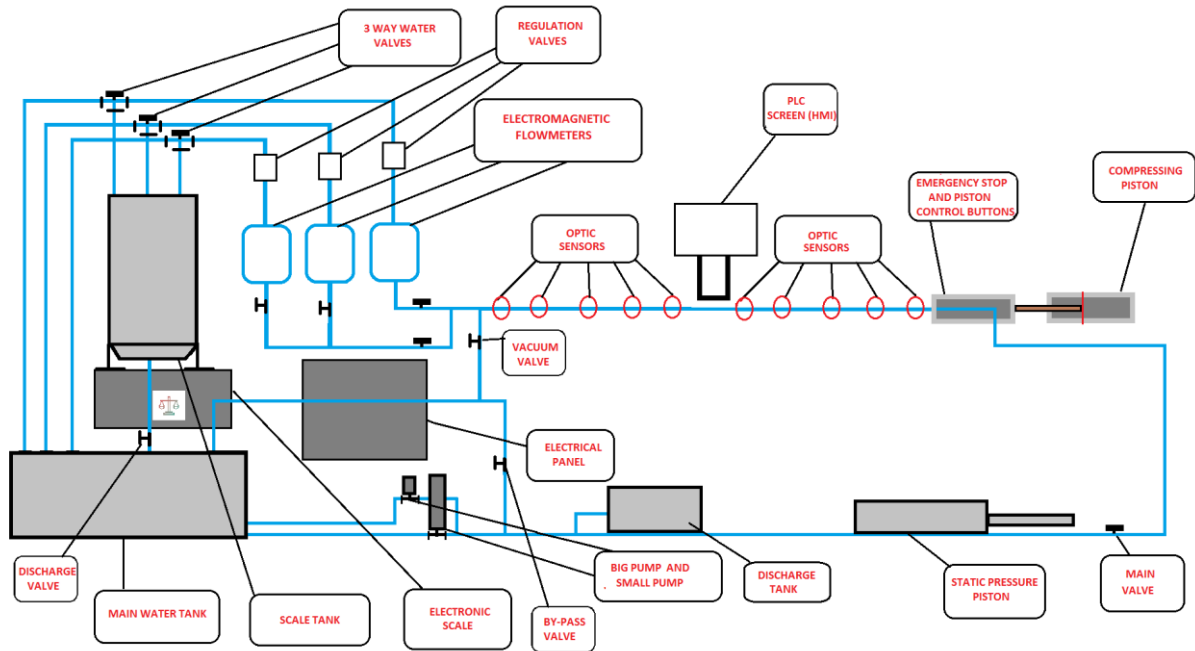 3 WAY WATER
VALVES
REGULATION
VALVES
ELECTROMAGNETIC
FLOWMETERS
PLC
SCREEN (HMI)
EMERGENCY STOP
AND PISTON
CONTROL BUTTONS
COMPRESSING
PISTON
OPTIC
SENSORS
OPTIC
SENSORS
VACUUM
VALVE
ELECTRICAL
PANEL
DISCHARGE
VALVE
MAIN WATER TANK
SCALE TANK
ELECTRONIC
SCALE
BY-PASS
VALVE
BIG PUMP AND
SMALL PUMP
DISCHARGE
TANK
STATIC PRESSURE
PISTON
MAIN
VALVE